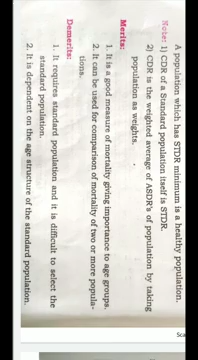 A population which has STDR minimum is a healthy population.
Note: 1) CDR of a Standard population itself is STDR.
2) CDR is the weighted average of ASDR's of population by taking
population as weights.
Merits:
1. It is a good measure of mortality giving importance to age groups.
2. It can be used for comparison of mortality of two or more popula-
tions.
Demerits:
1. It requires standard population and it is difficult to select the
standard population.
2. It is dependent on the age structure of the standard population.
Sca